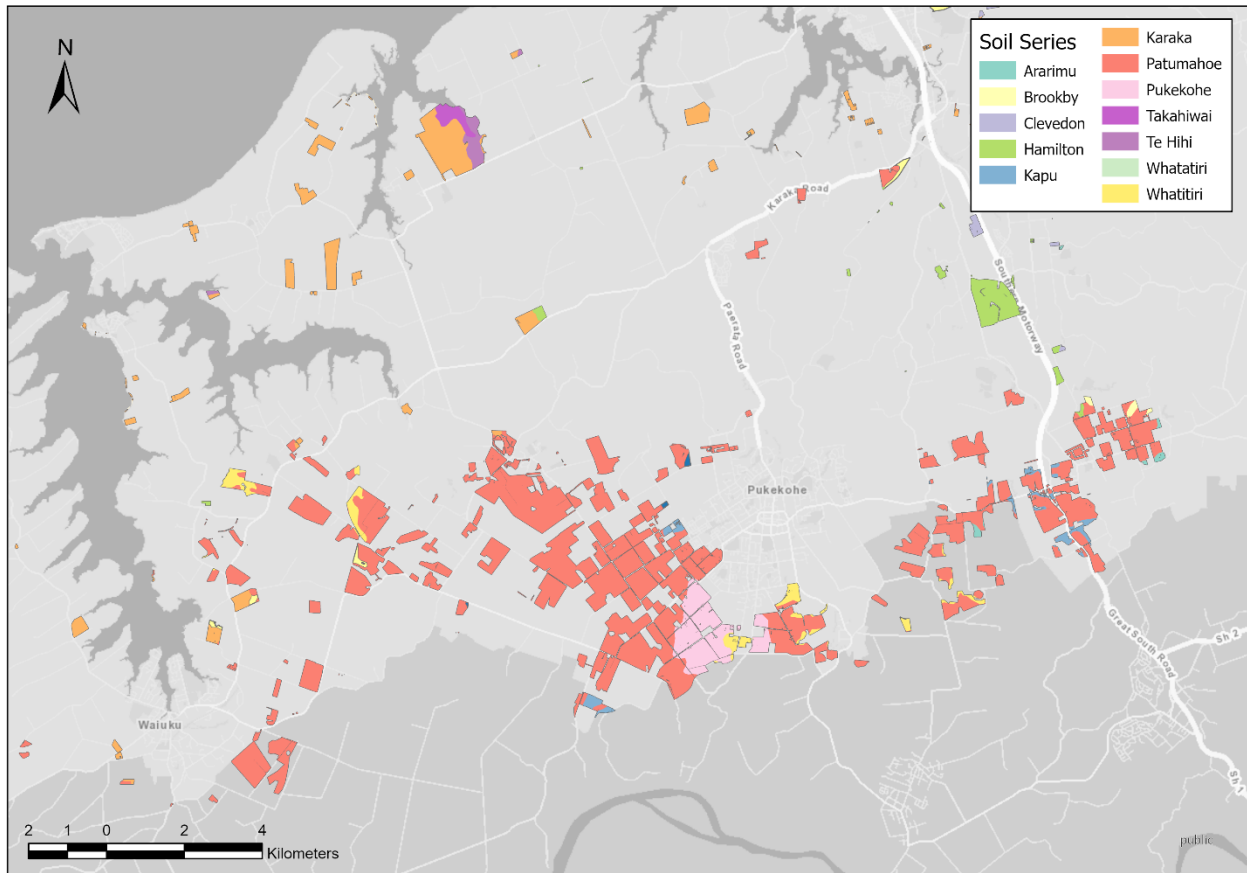 N
Soil Series
Ararimu
Brookby
Clevedon
Hamilton
Kapu
Karaka
Patumahoe
Pukekohe
Takahiwai
Te Hihi
Whatatiri
Whatitiri
Karaka Road
Paerata Road
Southern Motorway
Pukekohe
Great South Road
Sh 2
Sh 1
Waiuku
2 1 0 2 4
Kilometers
public